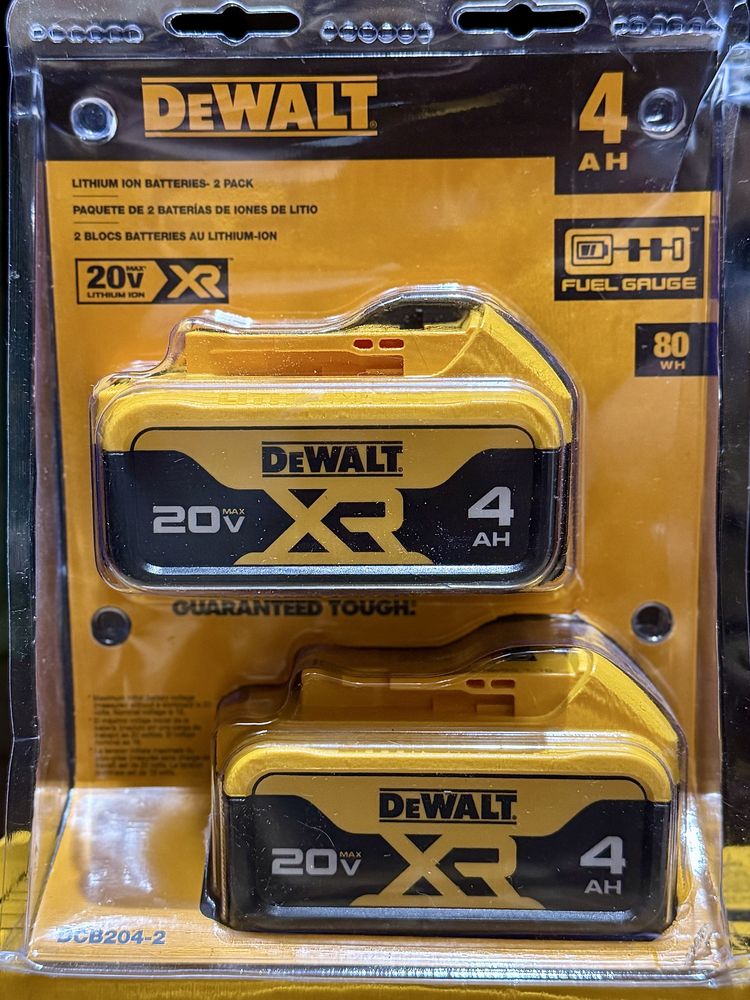 DEWALT
4
AH
LITHIUM ION BATTERIES- 2 PACK
PAQUETE DE 2 BATERÍAS DE IONES DE LITIO
2 BLOCS BATTERIES AU LITHIUM-ION
20V MAX* XR
LITHIUM ION
FUEL GAUGE™
80
WH
DEWALT
20V MAX XR 4
AH
GUARANTEED TOUGH.
DEWALT
20V MAX XR 4
AH
DCB204-2